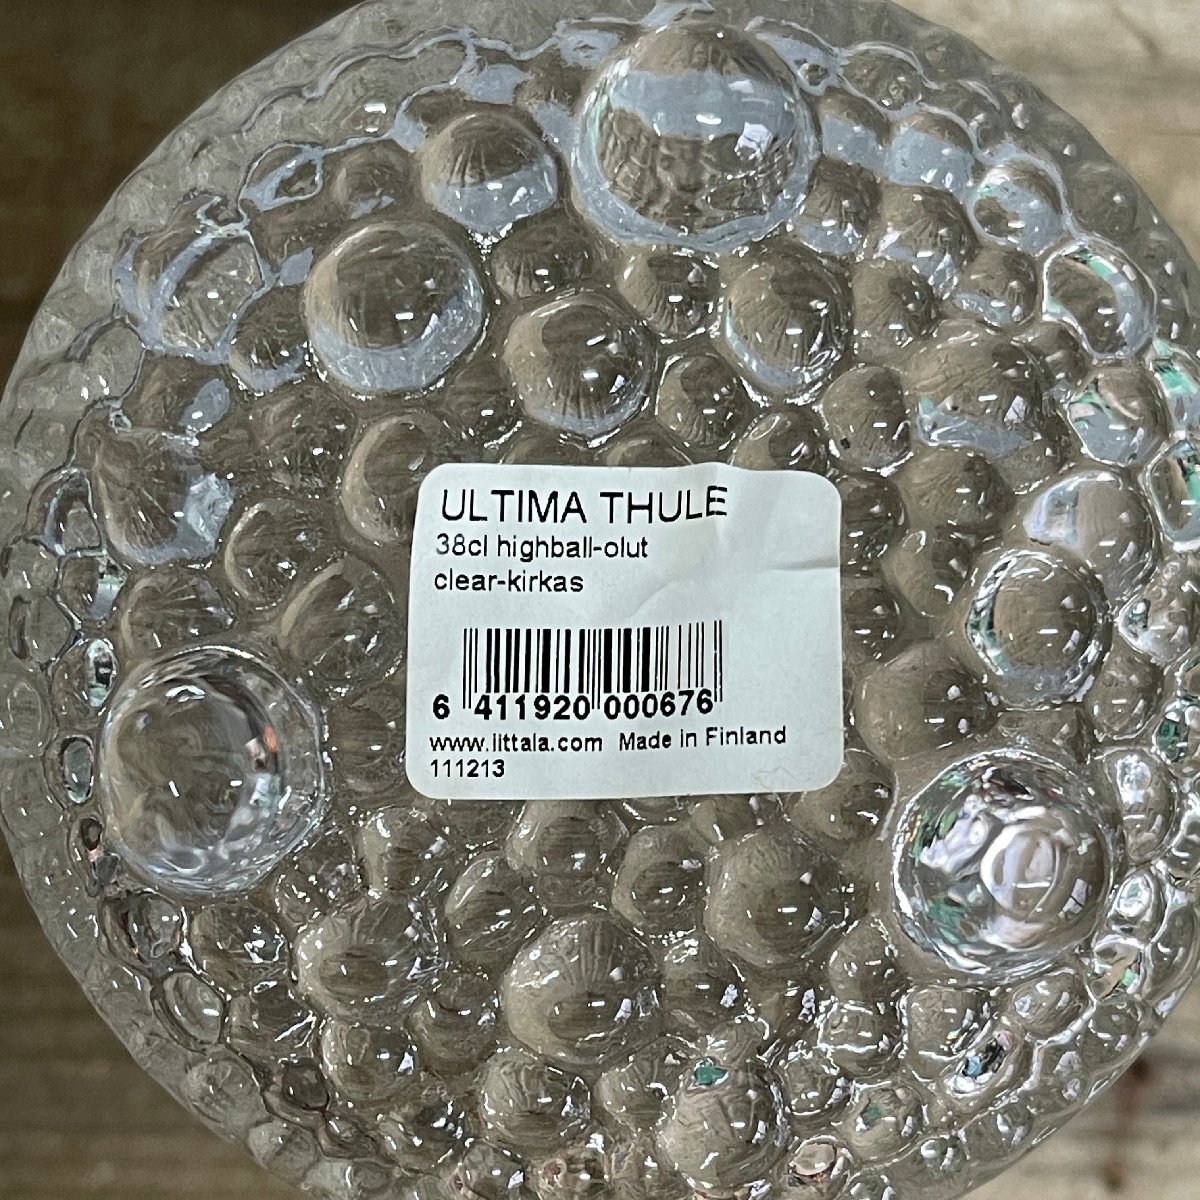 ULTIMA THULE
38cl highball-olut
clear-kirkas
6 411920 000676
www.iittala.com Made in Finland
111213